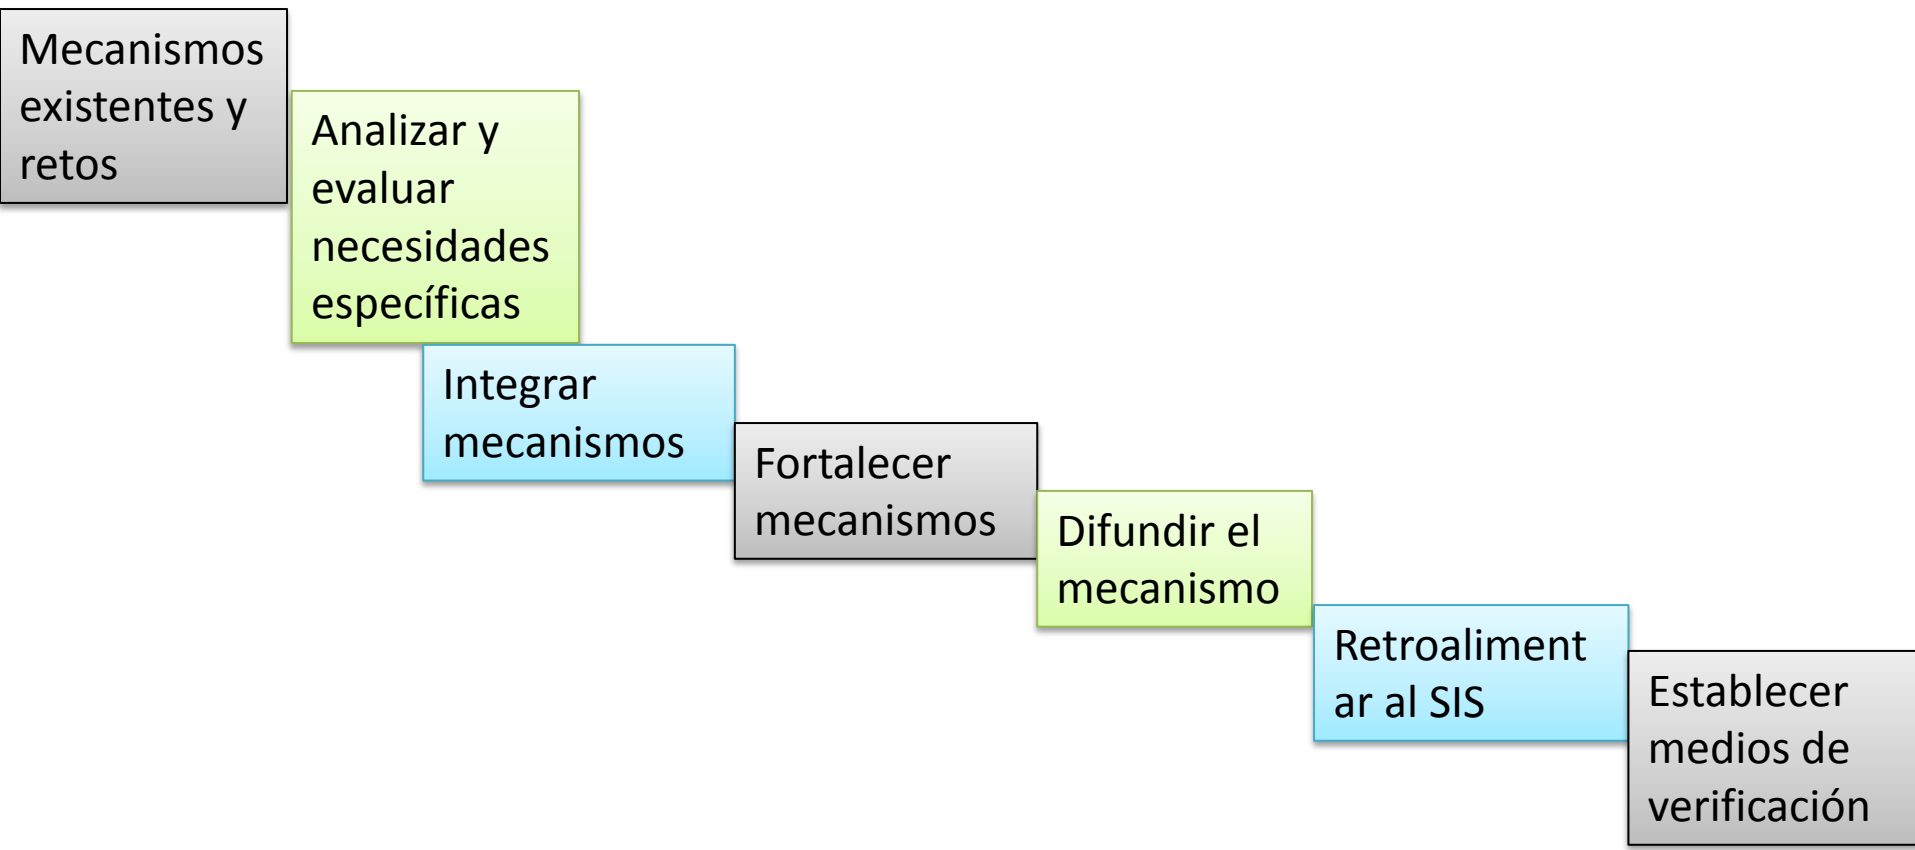 Mecanismos
existentes y
retos
Analizar y
evaluar
necesidades
específicas
Integrar
mecanismos
Fortalecer
mecanismos
Difundir el
mecanismo
Retroaliment
ar al SIS
Establecer
medios de
verificación